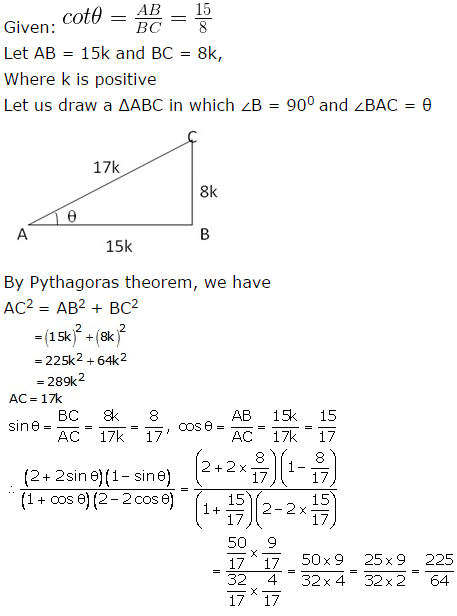 Given: cotθ = AB/BC = 15/8
Let AB = 15k and BC = 8k,
Where k is positive
Let us draw a ΔABC in which ∠B = 90⁰ and ∠BAC = θ
C
17k
8k
θ
A
B
15k
By Pythagoras theorem, we have
AC² = AB² + BC²
=(15k)²+(8k)²
=225k²+64k²
=289k²
AC=17k
sinθ = BC/AC = 8k/17k = 8/17, cosθ = AB/AC = 15k/17k = 15/17
∴ (2+2sinθ)(1−sinθ)/(1+cosθ)(2−2cosθ) = (2+2×8/17)(1−8/17)/(1+15/17)(2−2×15/17)
= (50/17 × 9/17)/(32/17 × 4/17) = 50×9/32×4 = 25×9/32×2 = 225/64